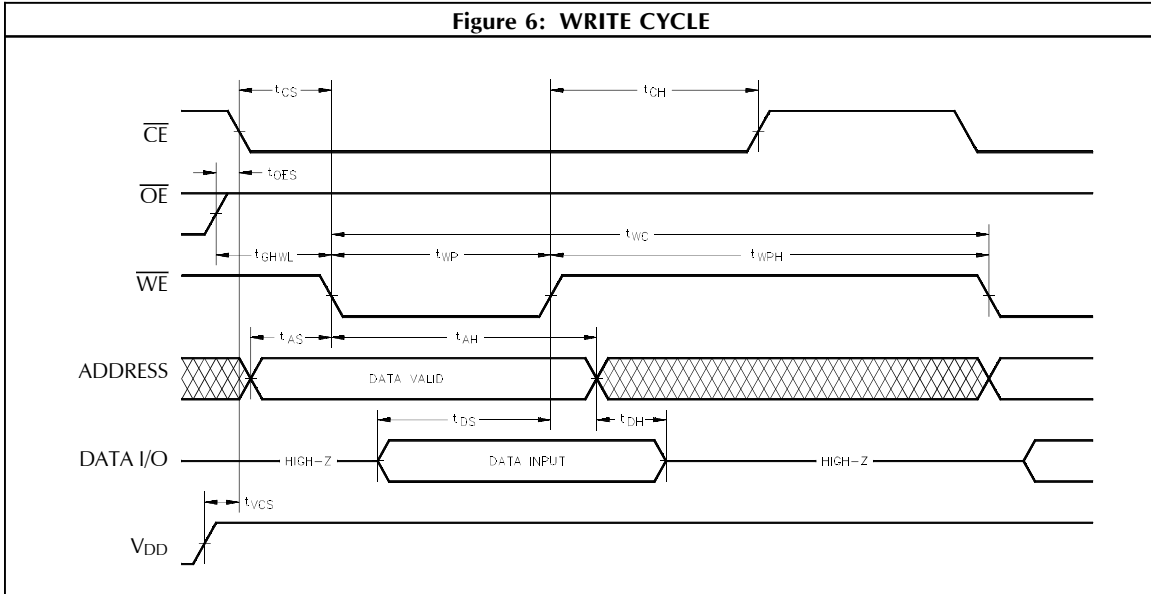 Figure 6: WRITE CYCLE
tCS
tCH
CE
tOES
OE
tWC
tGHWL
tWP
tWPH
WE
tAS
tAH
ADDRESS
DATA VALID
tDS
tDH
DATA I/O
HIGH-Z
DATA INPUT
HIGH-Z
tVCS
VDD